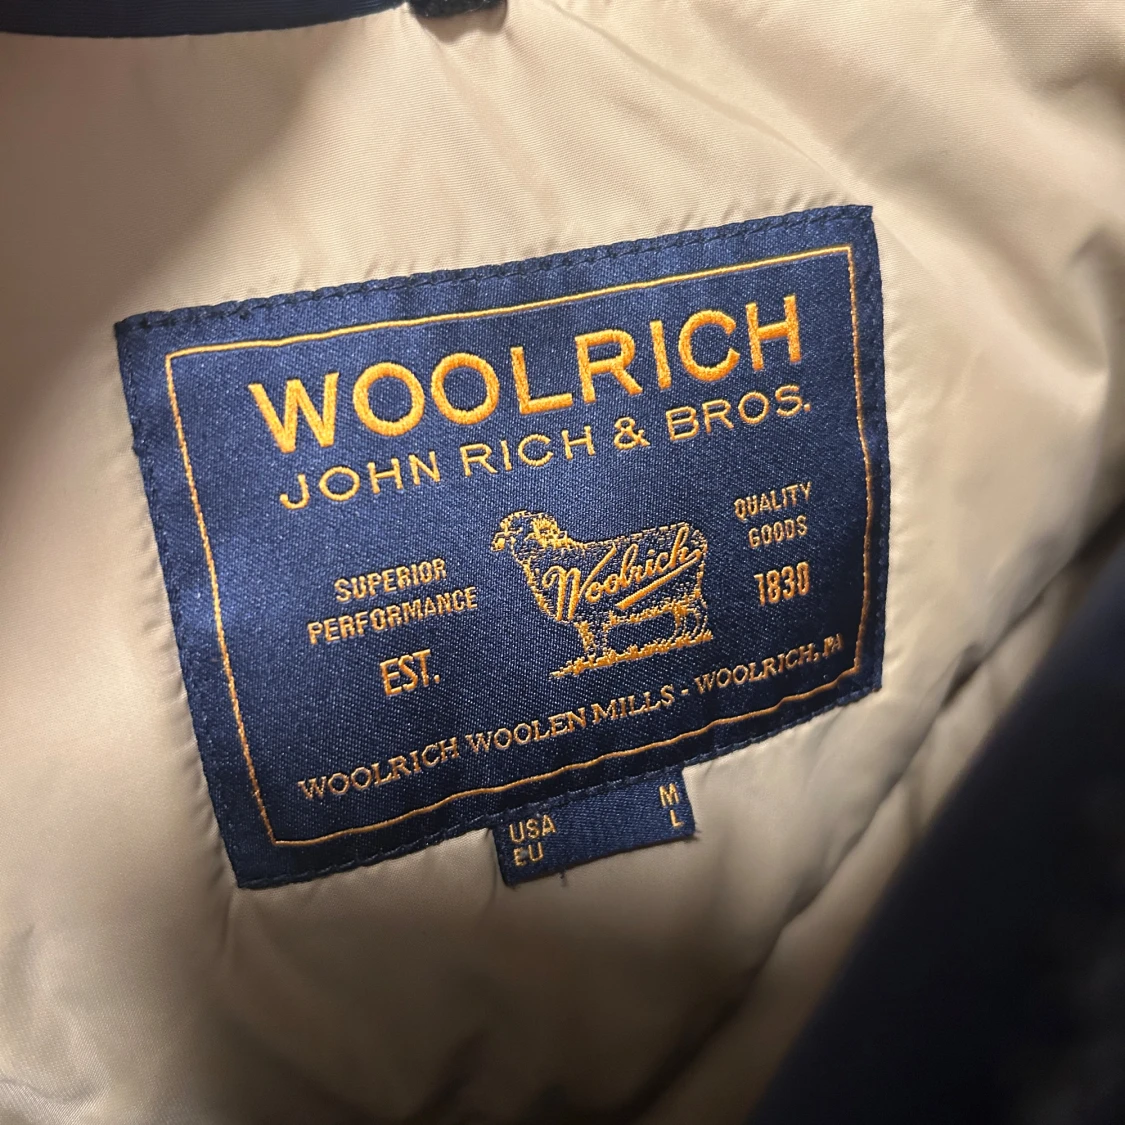 WOOLRICH
JOHN RICH & BROS.
SUPERIOR
PERFORMANCE
EST.
Woolrich
QUALITY
GOODS
1830
WOOLRICH WOOLEN MILLS - WOOLRICH, PA
USA M
EU L